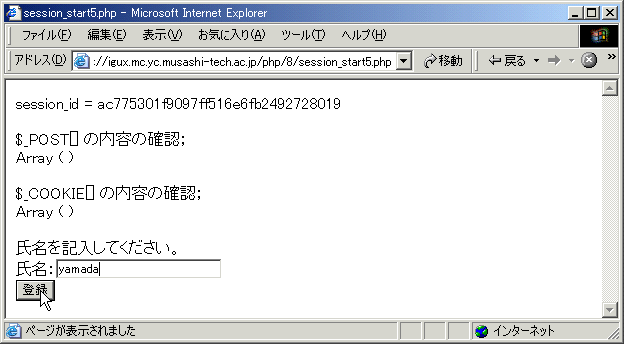 session_start5.php - Microsoft Internet Explorer
ファイル(F) 編集(E) 表示(V) お気に入り(A) ツール(T) ヘルプ(H)
アドレス(D) ://igux.mc.yc.musashi-tech.ac.jp/php/8/session_start5.php 移動 戻る »
session_id = ac775301f9097ff516e6fb2492728019
$_POST[] の内容の確認;
Array ( )
$_COOKIE[] の内容の確認;
Array ( )
氏名を記入してください。
氏名: yamada
登録
ページが表示されました インターネット